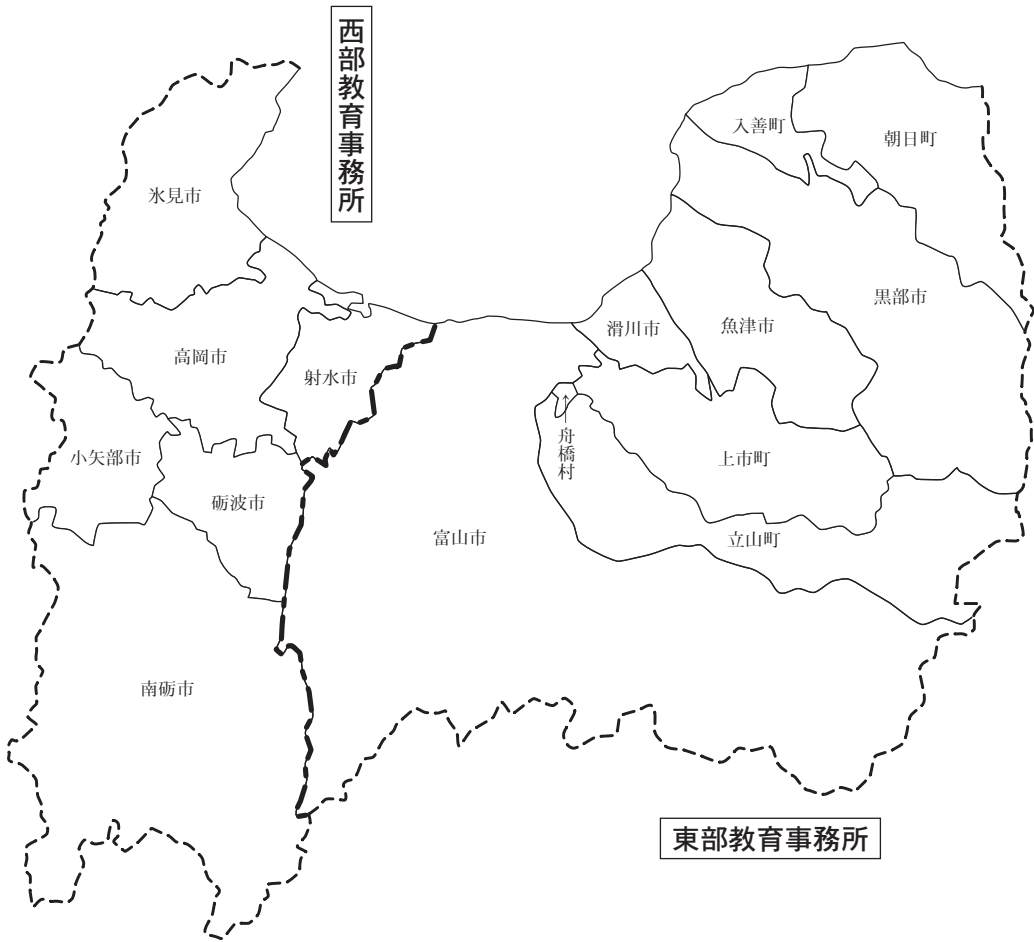 西部教育事務所
入善町
朝日町
氷見市
黒部市
魚津市
滑川市
高岡市
射水市
舟橋村
上市町
小矢部市
砺波市
富山市
立山町
南砺市
東部教育事務所